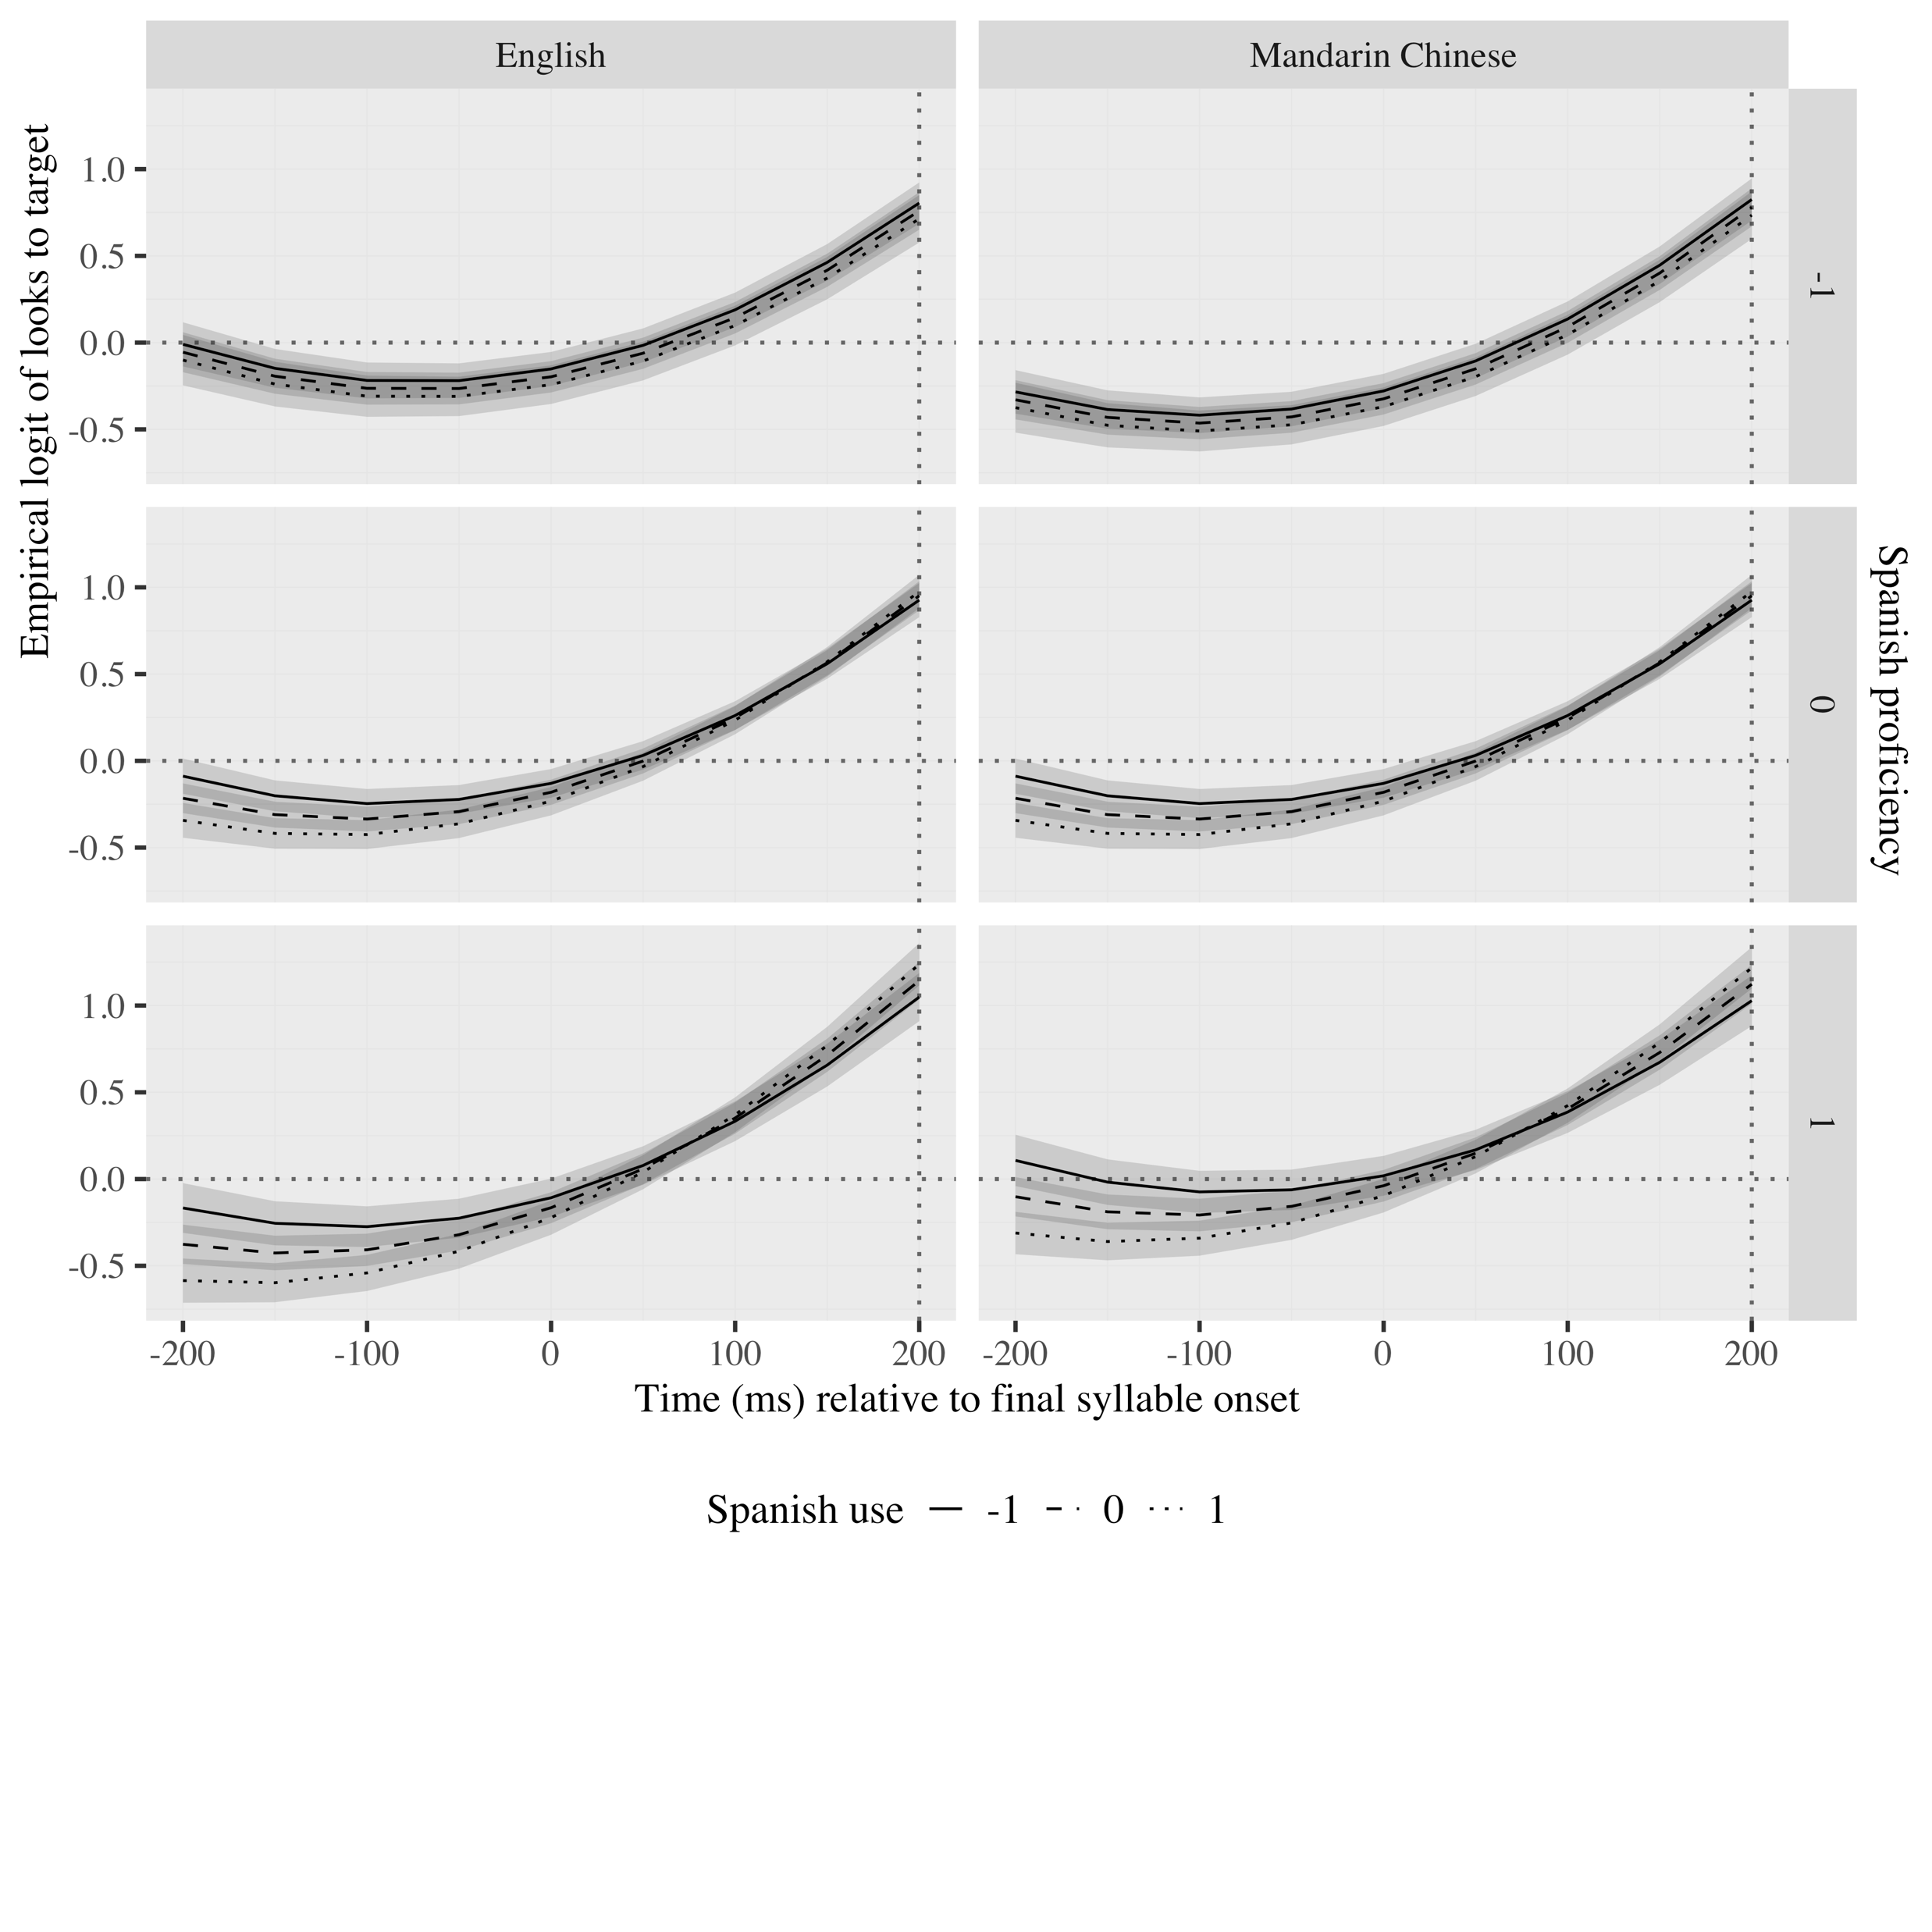 English
Mandarin Chinese
Empirical logit of looks to target
1.0
0.5
0.0
-0.5
-1
1.0
0.5
0.0
-0.5
0
Spanish proficiency
1.0
0.5
0.0
-0.5
1
-200 -100 0 100 200
-200 -100 0 100 200
Time (ms) relative to final syllable onset
Spanish use -1 0 1